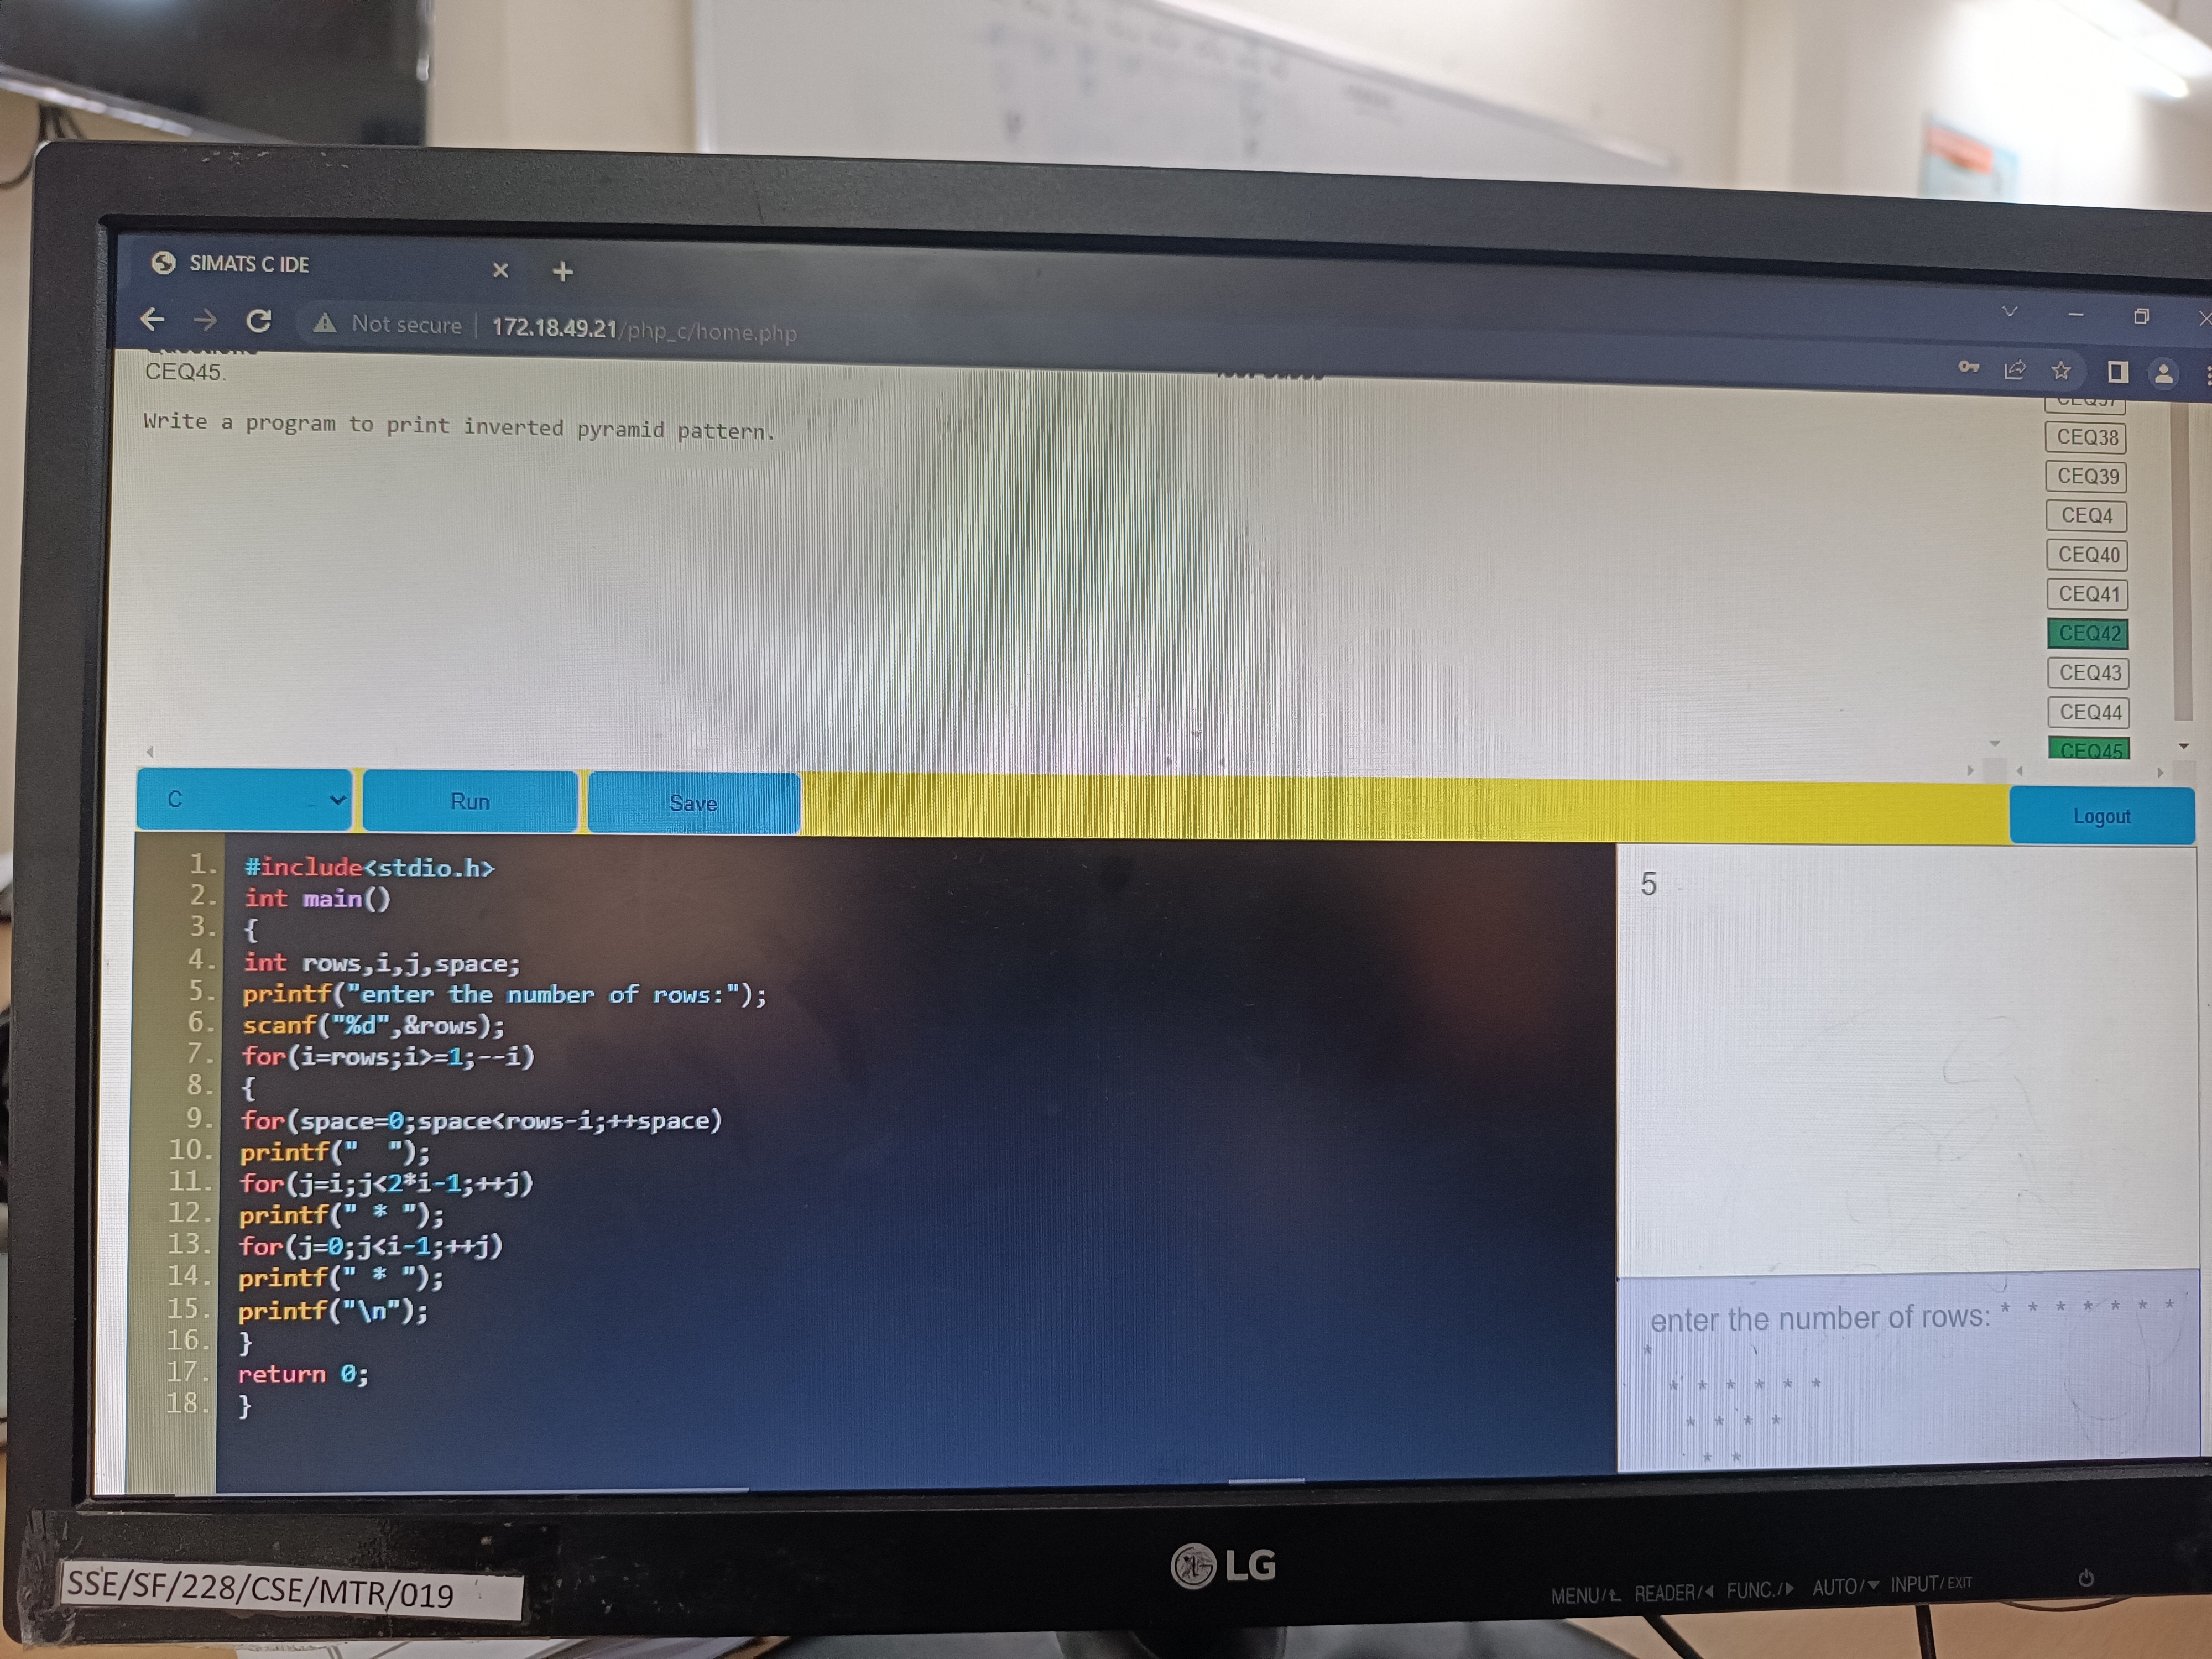 SIMATS C IDE
Not secure 172.18.49.21/php_c/home.php
CEQ45.
Write a program to print inverted pyramid pattern.
CEQ37
CEQ38
CEQ39
CEQ4
CEQ40
CEQ41
CEQ42
CEQ43
CEQ44
CEQ45
C Run Save Logout
1. #include<stdio.h>
2. int main()
3. {
4. int rows,i,j,space;
5. printf("enter the number of rows:");
6. scanf("%d",&rows);
7. for(i=rows;i>=1;--i)
8. {
9. for(space=0;space<rows-i;++space)
10. printf("  ");
11. for(j=i;j<2*i-1;++j)
12. printf(" * ");
13. for(j=0;j<i-1;++j)
14. printf(" * ");
15. printf("\n");
16. }
17. return 0;
18. }
5
enter the number of rows: * * * * * * *
*
* * * * * *
* * * *
* *
LG
SSE/SF/228/CSE/MTR/019
MENU/ READER/ FUNC./ AUTO/ INPUT/EXIT